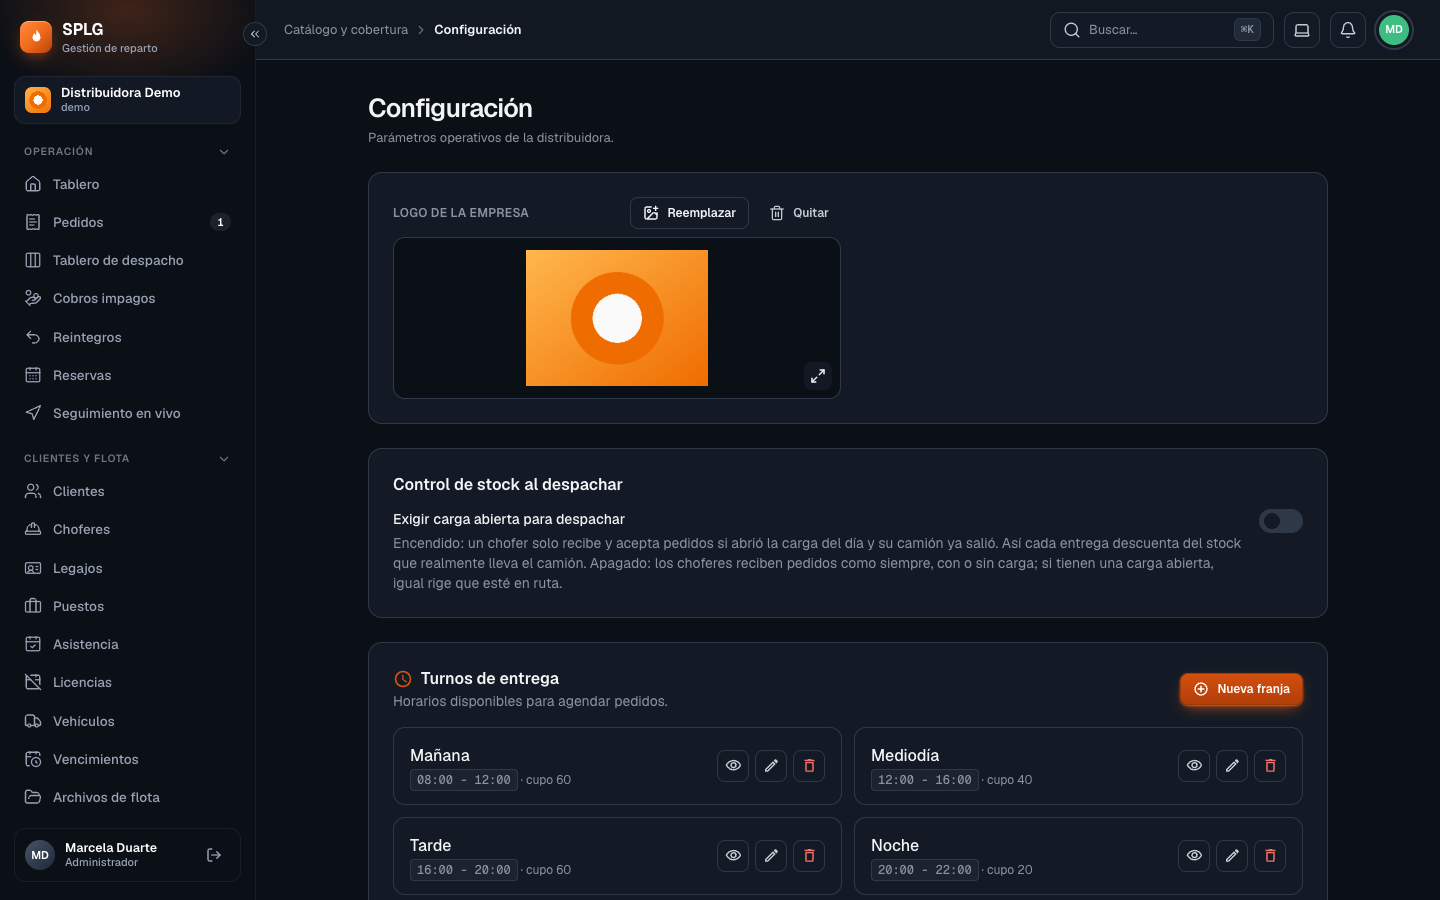 SPLG
Gestión de reparto
Distribuidora Demo
demo
OPERACIÓN
Tablero
Pedidos 1
Tablero de despacho
Cobros impagos
Reintegros
Reservas
Seguimiento en vivo
CLIENTES Y FLOTA
Clientes
Choferes
Legajos
Puestos
Asistencia
Licencias
Vehículos
Vencimientos
Archivos de flota
MD
Marcela Duarte
Administrador
Catálogo y cobertura > Configuración
Buscar... ⌘K
MD
Configuración
Parámetros operativos de la distribuidora.
LOGO DE LA EMPRESA
Reemplazar
Quitar
Control de stock al despachar
Exigir carga abierta para despachar
Encendido: un chofer solo recibe y acepta pedidos si abrió la carga del día y su camión ya salió. Así cada entrega descuenta del stock
que realmente lleva el camión. Apagado: los choferes reciben pedidos como siempre, con o sin carga; si tienen una carga abierta,
igual rige que esté en ruta.
Turnos de entrega
Horarios disponibles para agendar pedidos.
Nueva franja
Mañana
08:00 - 12:00 · cupo 60
Mediodía
12:00 - 16:00 · cupo 40
Tarde
16:00 - 20:00 · cupo 60
Noche
20:00 - 22:00 · cupo 20